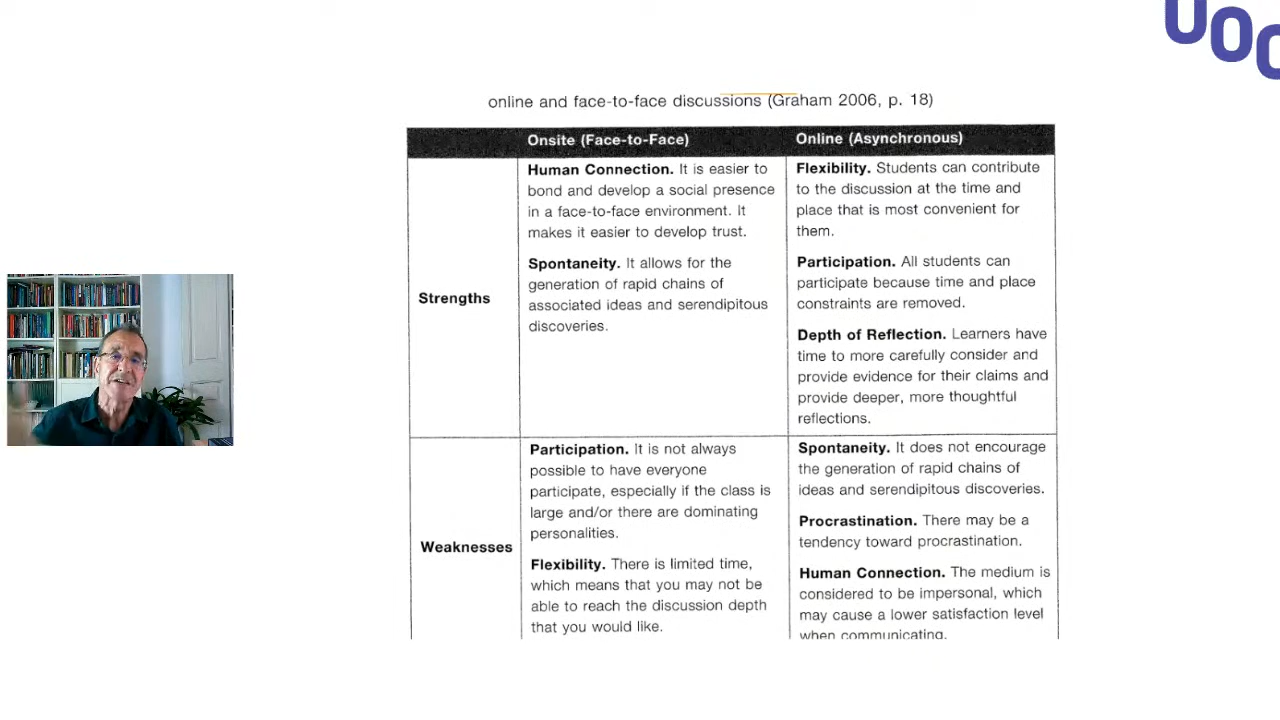 UOC
online and face-to-face discussions (Graham 2006, p. 18)
Onsite (Face-to-Face)
Online (Asynchronous)
Strengths
Human Connection. It is easier to
bond and develop a social presence
in a face-to-face environment. It
makes it easier to develop trust.
Spontaneity. It allows for the
generation of rapid chains of
associated ideas and serendipitous
discoveries.
Flexibility. Students can contribute
to the discussion at the time and
place that is most convenient for
them.
Participation. All students can
participate because time and place
constraints are removed.
Depth of Reflection. Learners have
time to more carefully consider and
provide evidence for their claims and
provide deeper, more thoughtful
reflections.
Weaknesses
Participation. It is not always
possible to have everyone
participate, especially if the class is
large and/or there are dominating
personalities.
Flexibility. There is limited time,
which means that you may not be
able to reach the discussion depth
that you would like.
Spontaneity. It does not encourage
the generation of rapid chains of
ideas and serendipitous discoveries.
Procrastination. There may be a
tendency toward procrastination.
Human Connection. The medium is
considered to be impersonal, which
may cause a lower satisfaction level
when communicating.